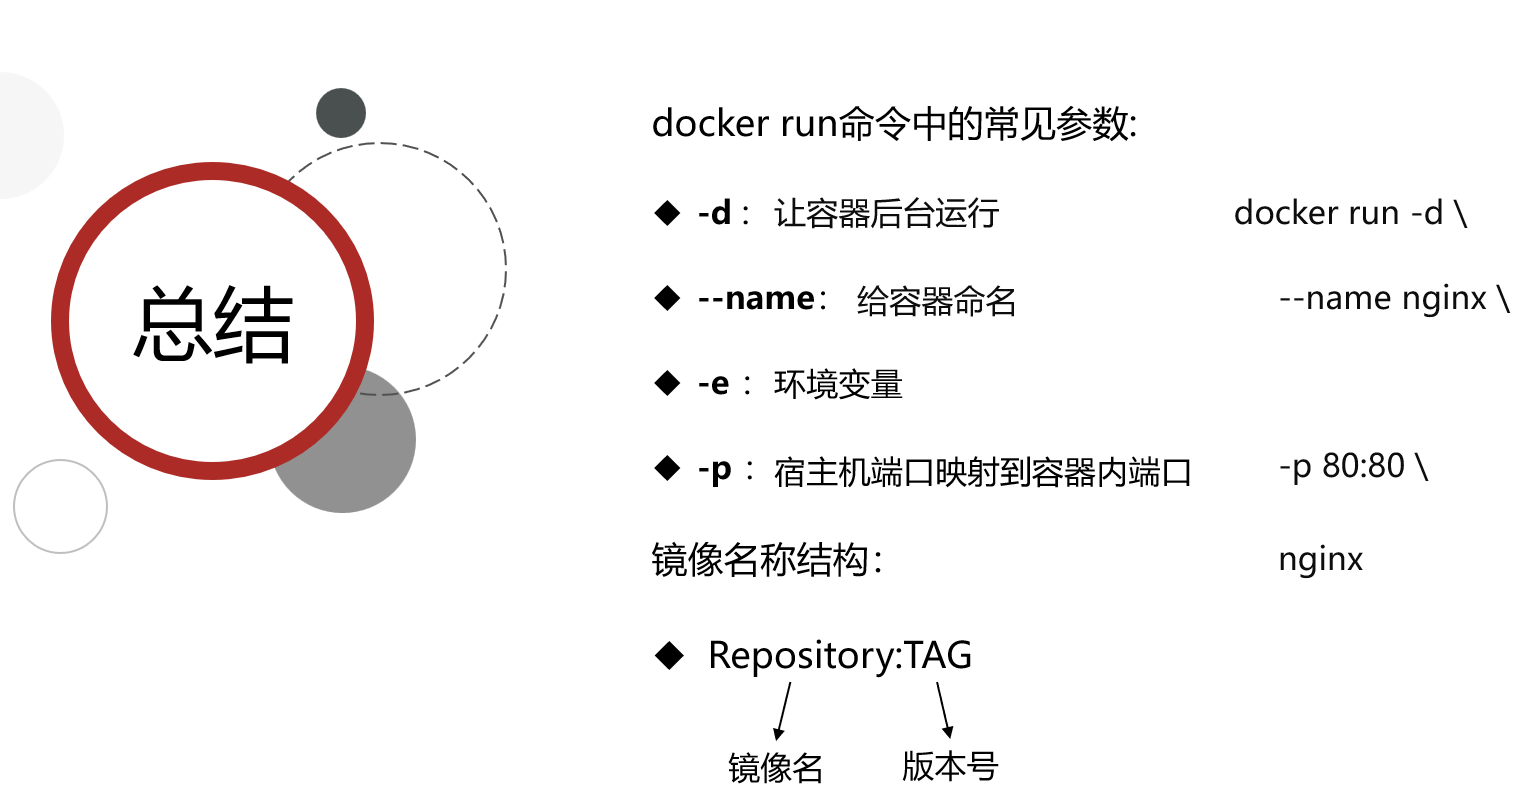 总结
docker run命令中的常见参数:
-d： 让容器后台运行
docker run -d \
--name： 给容器命名
--name nginx \
-e ：环境变量
-p ：宿主机端口映射到容器内端口
-p 80:80 \
镜像名称结构：
nginx
Repository:TAG
镜像名
版本号